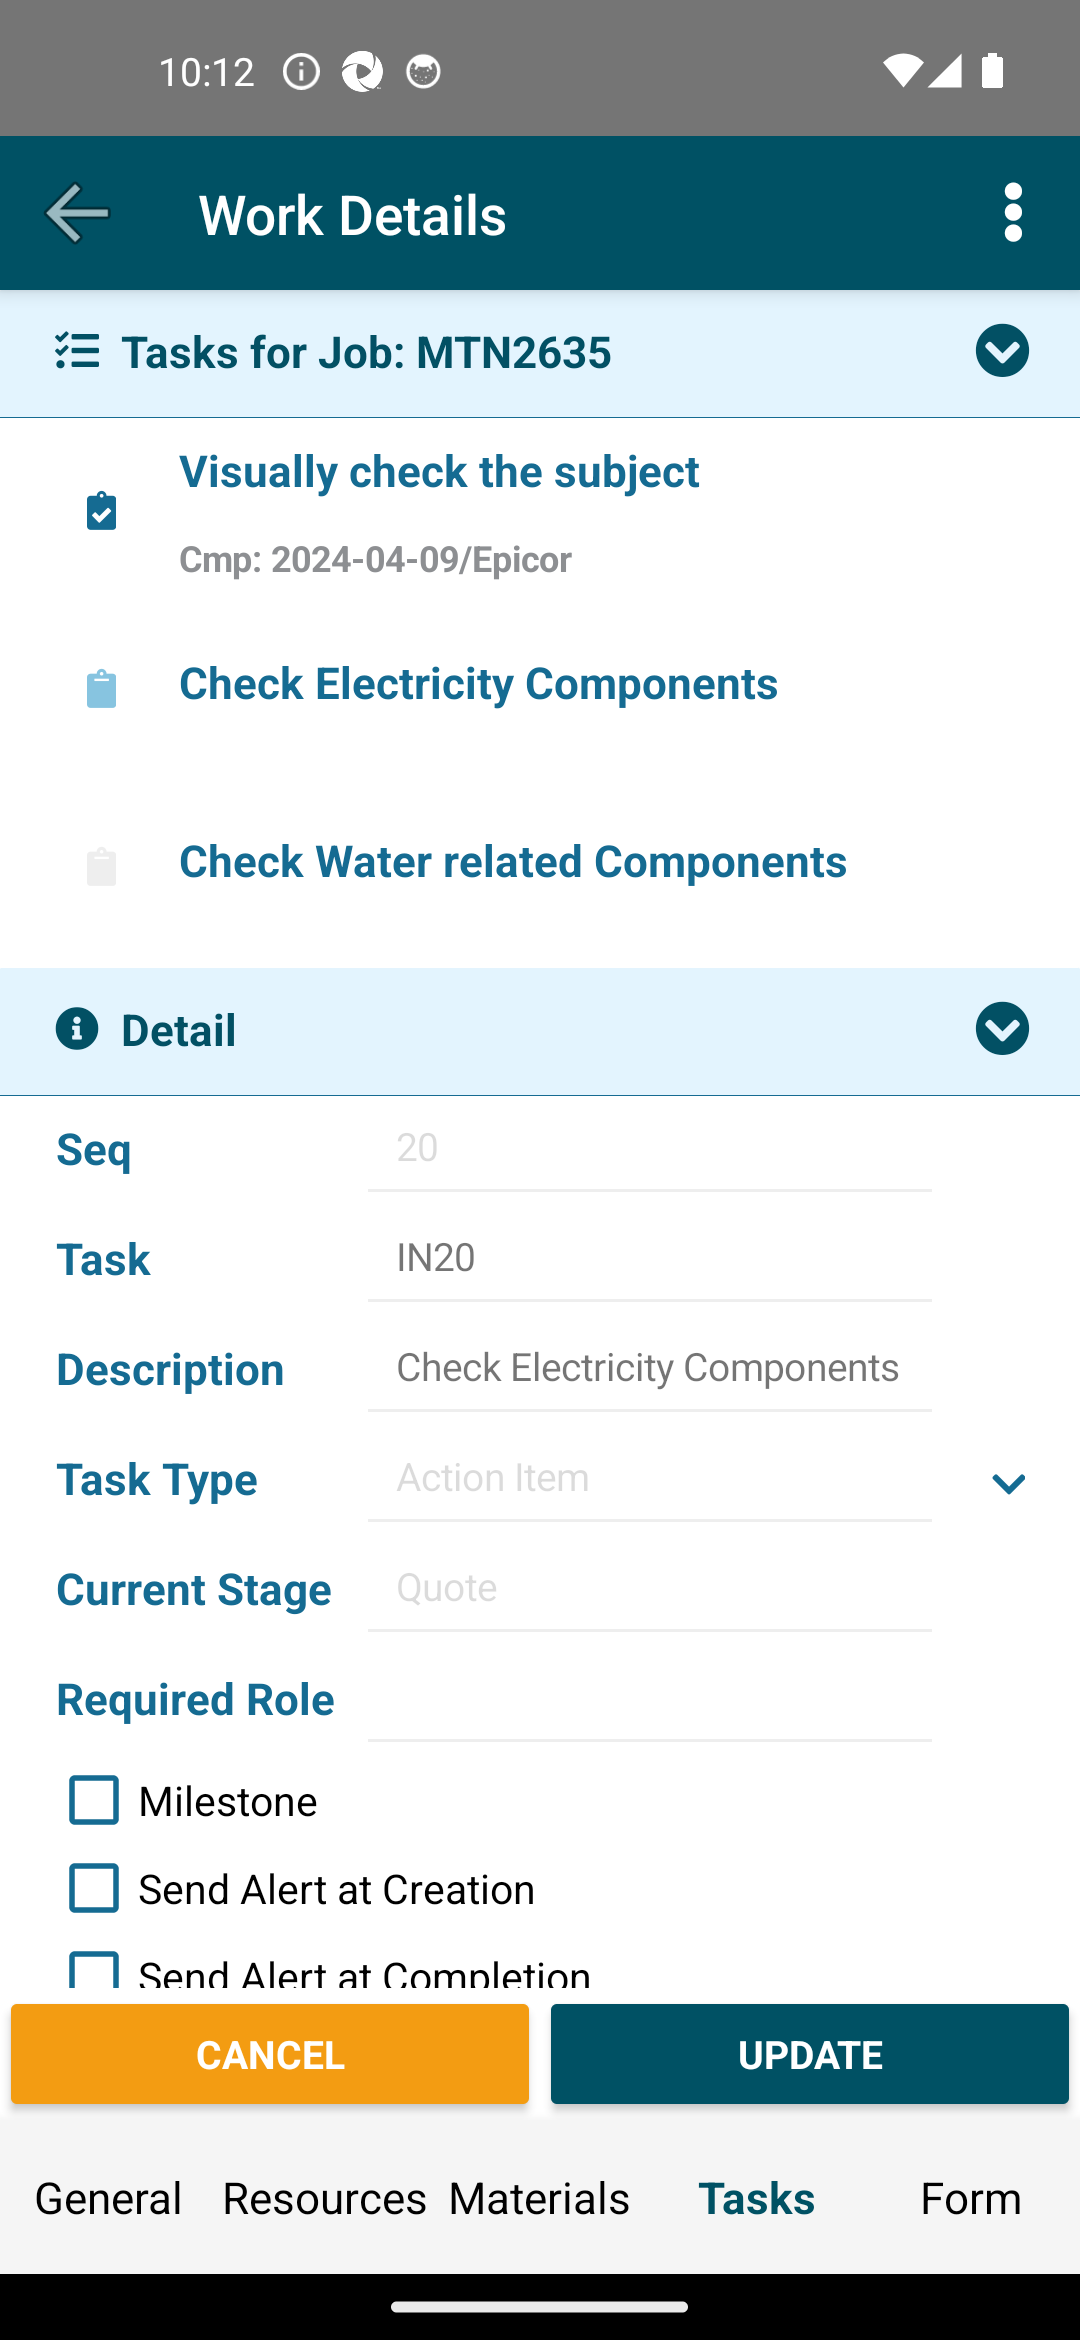 10:12
Work Details
Tasks for Job: MTN2635
Visually check the subject
Cmp: 2024-04-09/Epicor
Check Electricity Components
Check Water related Components
Detail
Seq 20
Task IN20
Description Check Electricity Components
Task Type Action Item
Current Stage Quote
Required Role
Milestone
Send Alert at Creation
Send Alert at Completion
CANCEL UPDATE
General Resources Materials Tasks Form